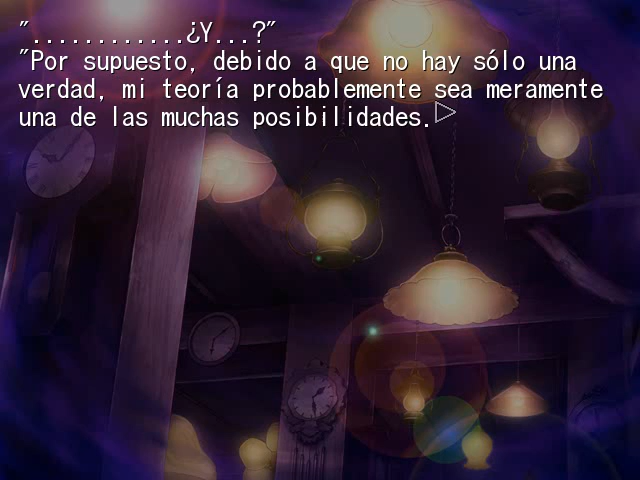 "............¿Y...?"
"Por supuesto, debido a que no hay sólo una
verdad, mi teoría probablemente sea meramente
una de las muchas posibilidades.